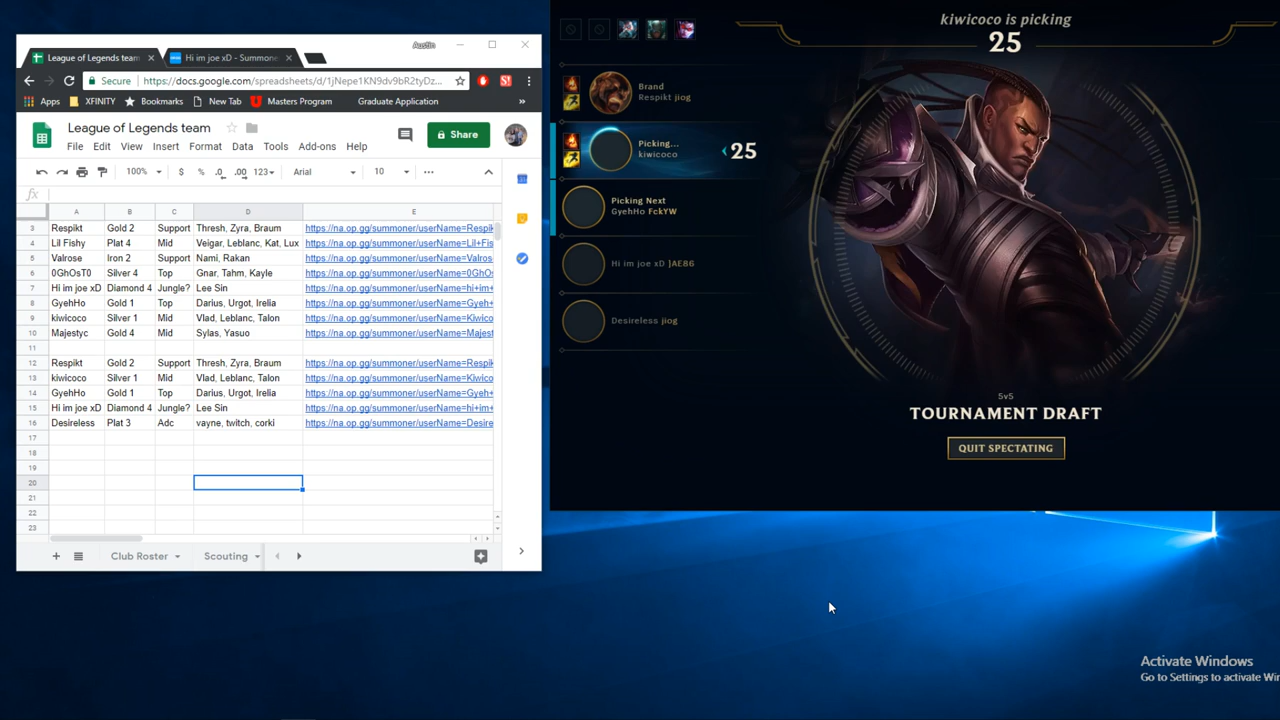 Austin
League of Legends team
Hi im joe xD - Summone
Secure https://docs.google.com/spreadsheets/d/1jNepe1KN9dv9bR2tyDz...
Apps XFINITY Bookmarks New Tab Masters Program Graduate Application »
League of Legends team
Share
File Edit View Insert Format Data Tools Add-ons Help
100% $ % .0 .00 123 Arial 10
fx
A B C D E
3 Respikt Gold 2 Support Thresh, Zyra, Braum https://na.op.gg/summoner/userName=Respik
4 Lil Fishy Plat 4 Mid Veigar, Leblanc, Kat, Lux https://na.op.gg/summoner/userName=Lil+Fis
5 Valrose Iron 2 Support Nami, Rakan https://na.op.gg/summoner/userName=Valros
6 0GhOsT0 Silver 4 Top Gnar, Tahm, Kayle https://na.op.gg/summoner/userName=0GhOs
7 Hi im joe xD Diamond 4 Jungle? Lee Sin https://na.op.gg/summoner/userName=hi+im+
8 GyehHo Gold 1 Top Darius, Urgot, Irelia https://na.op.gg/summoner/userName=Gyeh+
9 kiwicoco Silver 1 Mid Vlad, Leblanc, Talon https://na.op.gg/summoner/userName=Kiwico
10 Majestyc Gold 4 Mid Sylas, Yasuo https://na.op.gg/summoner/userName=Majest
11
12 Respikt Gold 2 Support Thresh, Zyra, Braum https://na.op.gg/summoner/userName=Respik
13 kiwicoco Silver 1 Mid Vlad, Leblanc, Talon https://na.op.gg/summoner/userName=Kiwico
14 GyehHo Gold 1 Top Darius, Urgot, Irelia https://na.op.gg/summoner/userName=Gyeh+
15 Hi im joe xD Diamond 4 Jungle? Lee Sin https://na.op.gg/summoner/userName=hi+im+
16 Desireless Plat 3 Adc vayne, twitch, corki https://na.op.gg/summoner/userName=Desire
17
18
19
20
21
22
23
Club Roster Scouting
kiwicoco is picking
25
Brand
Respikt jiog
Picking...
kiwicoco
25
Picking Next
GyehHo FckYW
Hi im joe xD ]AE86
Desireless jiog
5v5
TOURNAMENT DRAFT
QUIT SPECTATING
Activate Windows
Go to Settings to activate Wi